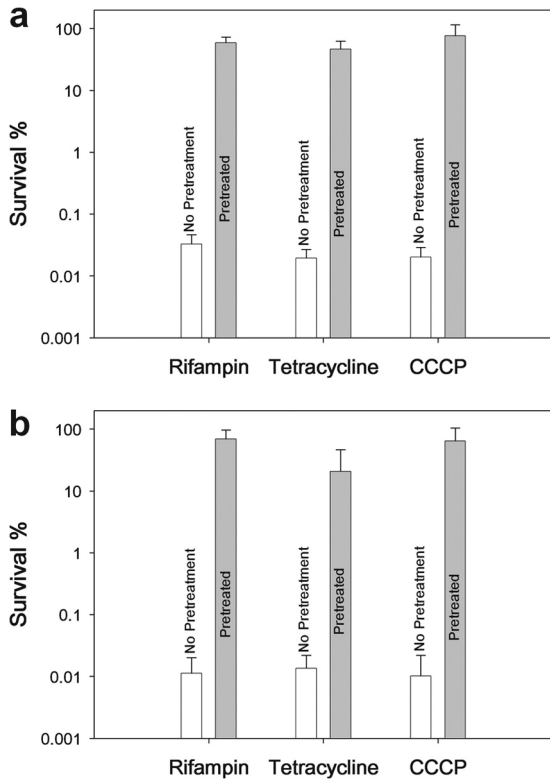 a
Survival %
100
10
1
0.1
0.01
0.001
No Pretreatment
Pretreated
No Pretreatment
Pretreated
No Pretreatment
Pretreated
Rifampin
Tetracycline
CCCP
b
Survival %
100
10
1
0.1
0.01
0.001
No Pretreatment
Pretreated
No Pretreatment
Pretreated
No Pretreatment
Pretreated
Rifampin
Tetracycline
CCCP